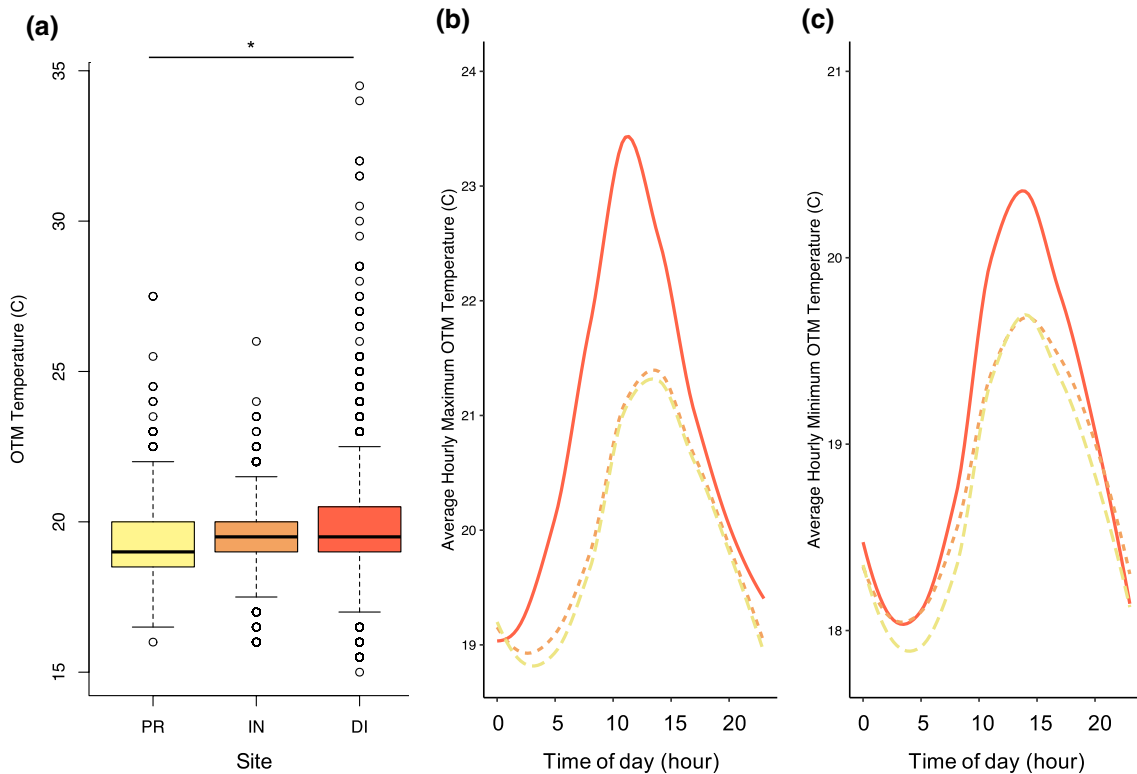 (a)
*
OTM Temperature (C)
35
30
25
20
15
PR IN DI
Site
(b)
Average Hourly Maximum OTM Temperature (C)
24
23
22
21
20
19
0 5 10 15 20
Time of day (hour)
(c)
Average Hourly Minimum OTM Temperature (C)
21
20
19
18
0 5 10 15 20
Time of day (hour)